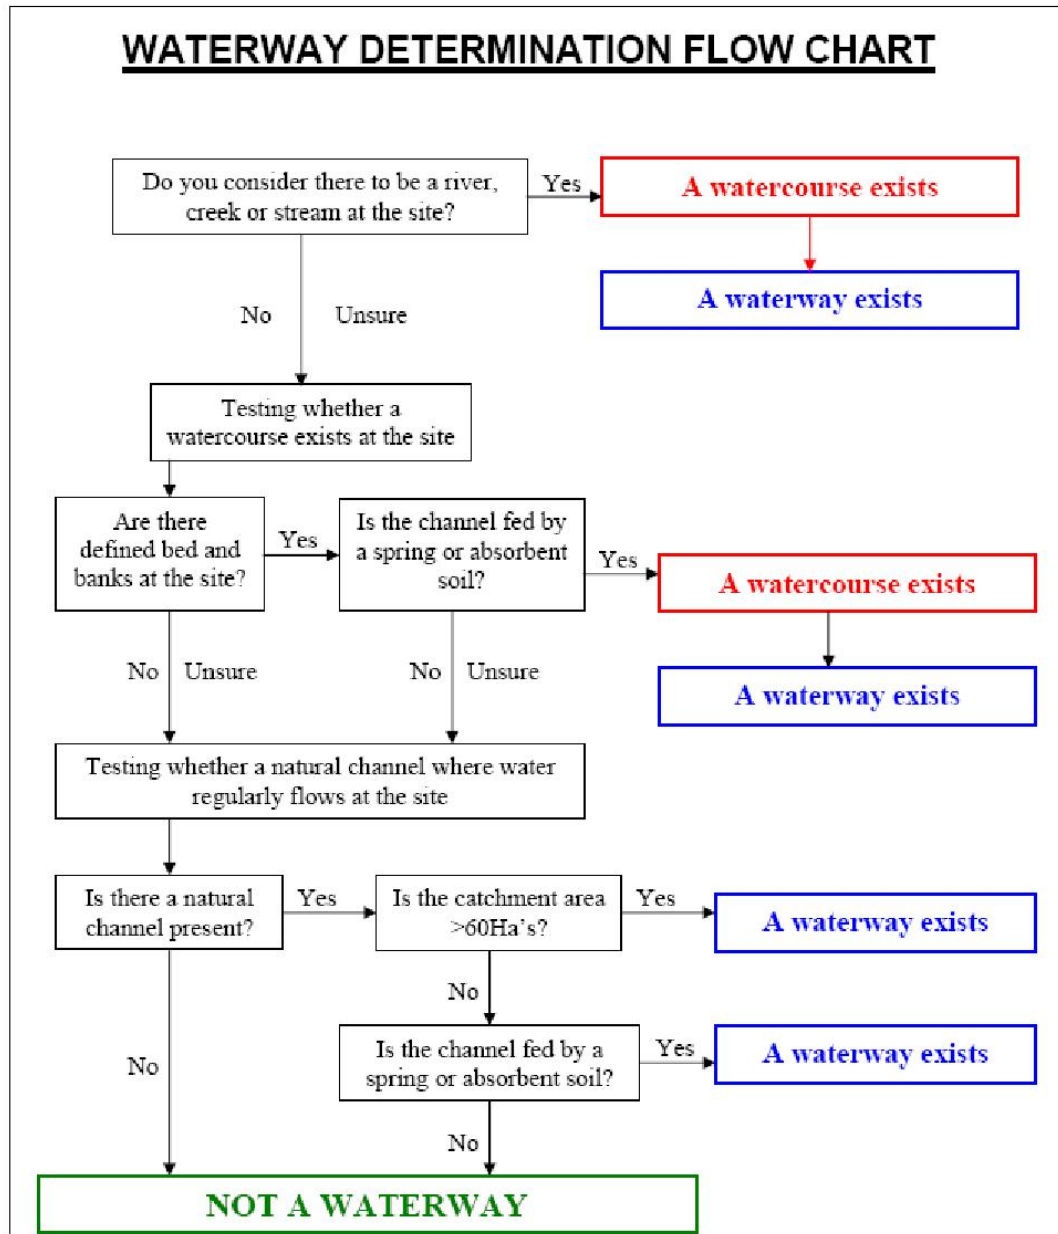 WATERWAY DETERMINATION FLOW CHART
Do you consider there to be a river,
creek or stream at the site?
Yes
A watercourse exists
A waterway exists
No
Unsure
Testing whether a
watercourse exists at the site
Are there
defined bed and
banks at the site?
Yes
Is the channel fed by
a spring or absorbent
soil?
Yes
A watercourse exists
A waterway exists
No
Unsure
No
Unsure
Testing whether a natural channel where water
regularly flows at the site
Is there a natural
channel present?
Yes
Is the catchment area
>60Ha's?
Yes
A waterway exists
No
No
Is the channel fed by a
spring or absorbent soil?
Yes
A waterway exists
No
NOT A WATERWAY